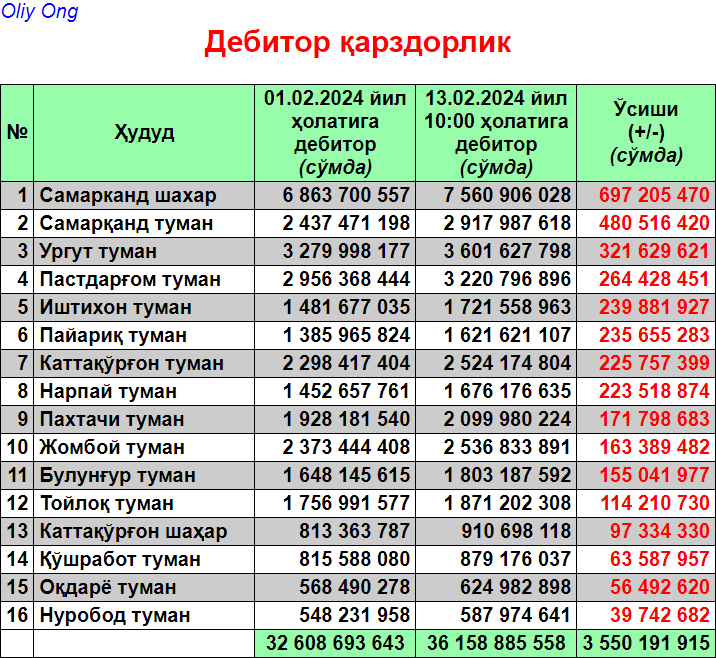 Oliy Ong
Дебитор қарздорлик
№ Ҳудуд 01.02.2024 йил ҳолатига дебитор (сўмда) 13.02.2024 йил 10:00 ҳолатига дебитор (сўмда) Ўсиши (+/-) (сўмда)
1 Самарканд шахар 6 863 700 557 7 560 906 028 697 205 470
2 Самарқанд туман 2 437 471 198 2 917 987 618 480 516 420
3 Ургут туман 3 279 998 177 3 601 627 798 321 629 621
4 Пастдарғом туман 2 956 368 444 3 220 796 896 264 428 451
5 Иштихон туман 1 481 677 035 1 721 558 963 239 881 927
6 Пайариқ туман 1 385 965 824 1 621 621 107 235 655 283
7 Каттақўрғон туман 2 298 417 404 2 524 174 804 225 757 399
8 Нарпай туман 1 452 657 761 1 676 176 635 223 518 874
9 Пахтачи туман 1 928 181 540 2 099 980 224 171 798 683
10 Жомбой туман 2 373 444 408 2 536 833 891 163 389 482
11 Булунғур туман 1 648 145 615 1 803 187 592 155 041 977
12 Тойлоқ туман 1 756 991 577 1 871 202 308 114 210 730
13 Каттақўрғон шаҳар 813 363 787 910 698 118 97 334 330
14 Қўшработ туман 815 588 080 879 176 037 63 587 957
15 Оқдарё туман 568 490 278 624 982 898 56 492 620
16 Нуробод туман 548 231 958 587 974 641 39 742 682
32 608 693 643 36 158 885 558 3 550 191 915